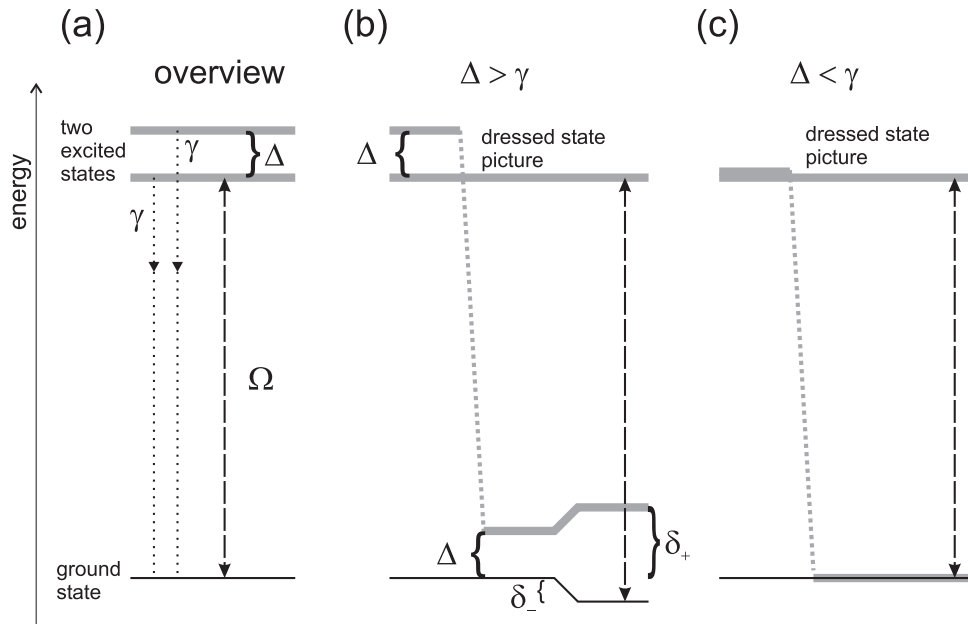 (a)
overview
energy
two
excited
states
γ
γ
Δ
Ω
ground
state
(b)
Δ > γ
dressed state
picture
Δ
Δ
δ₋
δ₊
(c)
Δ < γ
dressed state
picture